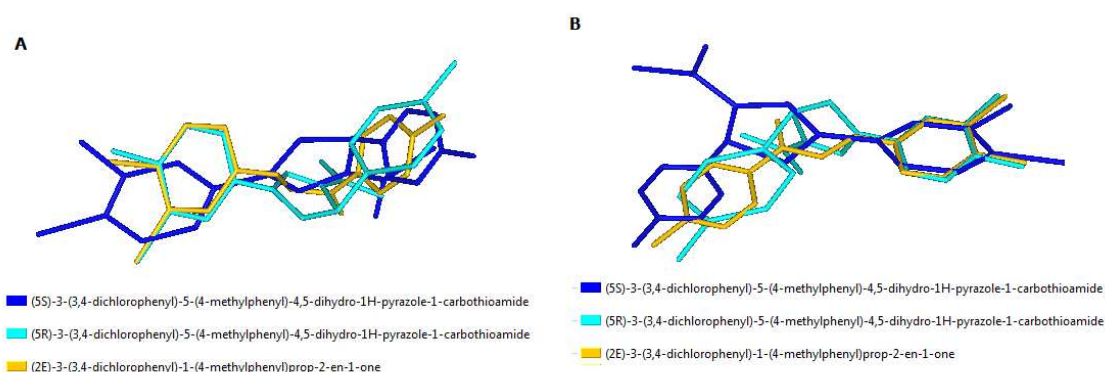 A
(5S)-3-(3,4-dichlorophenyl)-5-(4-methylphenyl)-4,5-dihydro-1H-pyrazole-1-carbothioamide
(5R)-3-(3,4-dichlorophenyl)-5-(4-methylphenyl)-4,5-dihydro-1H-pyrazole-1-carbothioamide
(2E)-3-(3,4-dichlorophenyl)-1-(4-methylphenyl)prop-2-en-1-one
B
(5S)-3-(3,4-dichlorophenyl)-5-(4-methylphenyl)-4,5-dihydro-1H-pyrazole-1-carbothioamide
(5R)-3-(3,4-dichlorophenyl)-5-(4-methylphenyl)-4,5-dihydro-1H-pyrazole-1-carbothioamide
(2E)-3-(3,4-dichlorophenyl)-1-(4-methylphenyl)prop-2-en-1-one